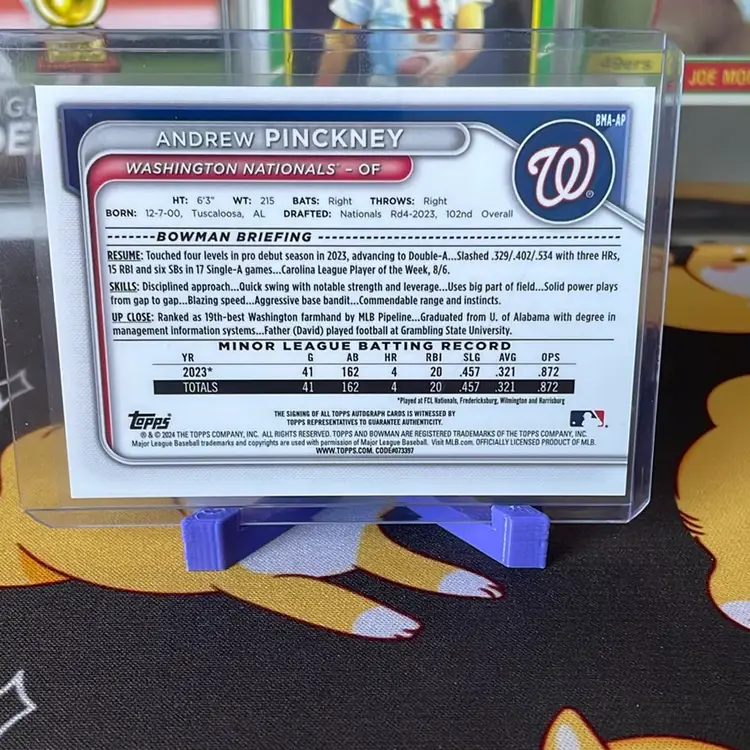 49ers
JOE
BMA-AP
ANDREW PINCKNEY
W
WASHINGTON NATIONALS - OF
HT: 6'3" WT: 215 BATS: Right THROWS: Right
BORN: 12-7-00, Tuscaloosa, AL DRAFTED: Nationals Rd4-2023, 102nd Overall
BOWMAN BRIEFING
RESUME: Touched four levels in pro debut season in 2023, advancing to Double-A...Slashed .329/.402/.534 with three HRs,
15 RBI and six SBs in 17 Single-A games...Carolina League Player of the Week, 8/6.
SKILLS: Disciplined approach...Quick swing with notable strength and leverage...Uses big part of field...Solid power plays
from gap to gap...Blazing speed...Aggressive base bandit...Commendable range and instincts.
UP CLOSE: Ranked as 19th-best Washington farmhand by MLB Pipeline...Graduated from U. of Alabama with degree in
management information systems...Father (David) played football at Grambling State University.
MINOR LEAGUE BATTING RECORD
YR G AB HR RBI SLG AVG OPS
2023* 41 162 4 20 .457 .321 .872
TOTALS 41 162 4 20 .457 .321 .872
*Played at FCL Nationals, Fredericksburg, Wilmington and Harrisburg
topps
THE SIGNING OF ALL TOPPS AUTOGRAPH CARDS IS WITNESSED BY
TOPPS REPRESENTATIVES TO GUARANTEE AUTHENTICITY.
® & © 2024 THE TOPPS COMPANY, INC. ALL RIGHTS RESERVED. TOPPS AND BOWMAN ARE REGISTERED TRADEMARKS OF THE TOPPS COMPANY, INC.
Major League Baseball trademarks and copyrights are used with permission of Major League Baseball. Visit MLB.com. OFFICIALLY LICENSED PRODUCT OF MLB.
WWW.TOPPS.COM. CODE#073397